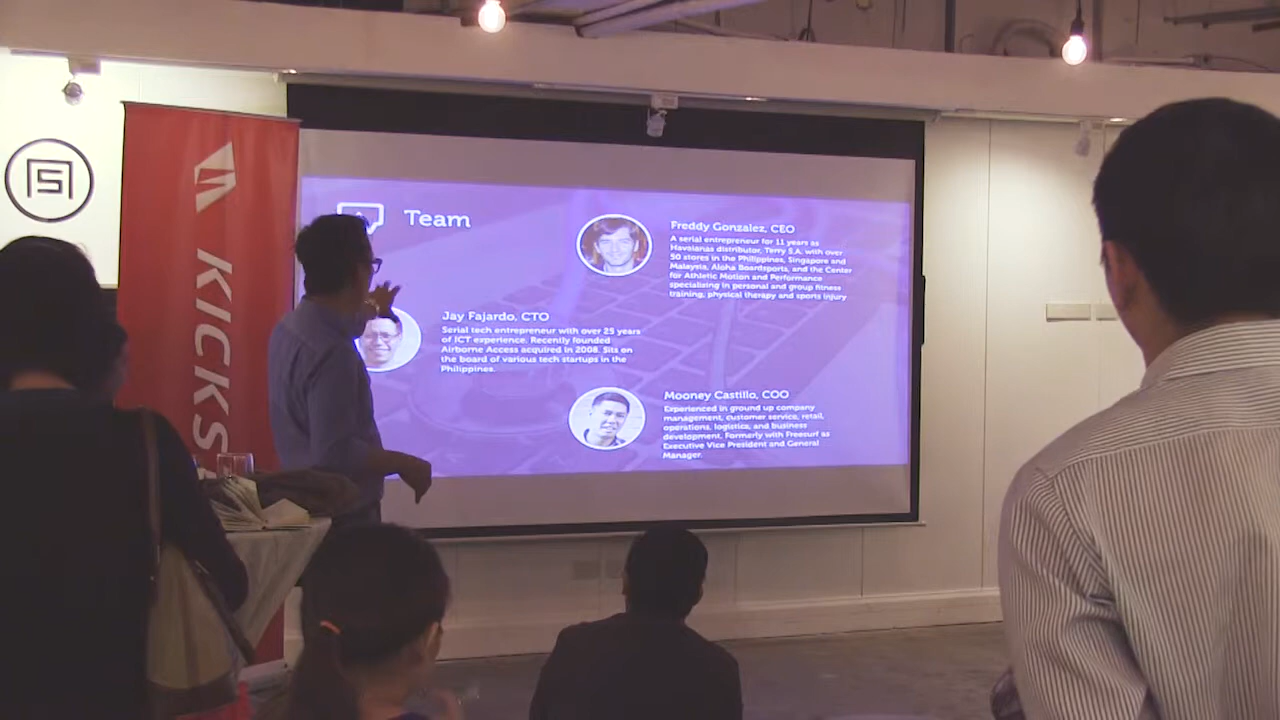 KICKS
Team
Freddy Gonzalez, CEO
A serial entrepreneur for 11 years as
Havaianas distributor, Terry S.A. with over
50 stores in the Philippines, Singapore and
Malaysia, Aloha Boardsports, and the Center
for Athletic Motion and Performance
specializing in personal and group fitness
training, physical therapy and sports injury
Jay Fajardo, CTO
Serial tech entrepreneur with over 25 years
of ICT experience. Recently founded
Airborne Access acquired in 2008. Sits on
the board of various tech startups in the
Philippines.
Mooney Castillo, COO
Experienced in ground up company
management, customer service, retail,
operations, logistics, and business
development. Formerly with Freesurf as
Executive Vice President and General
Manager.